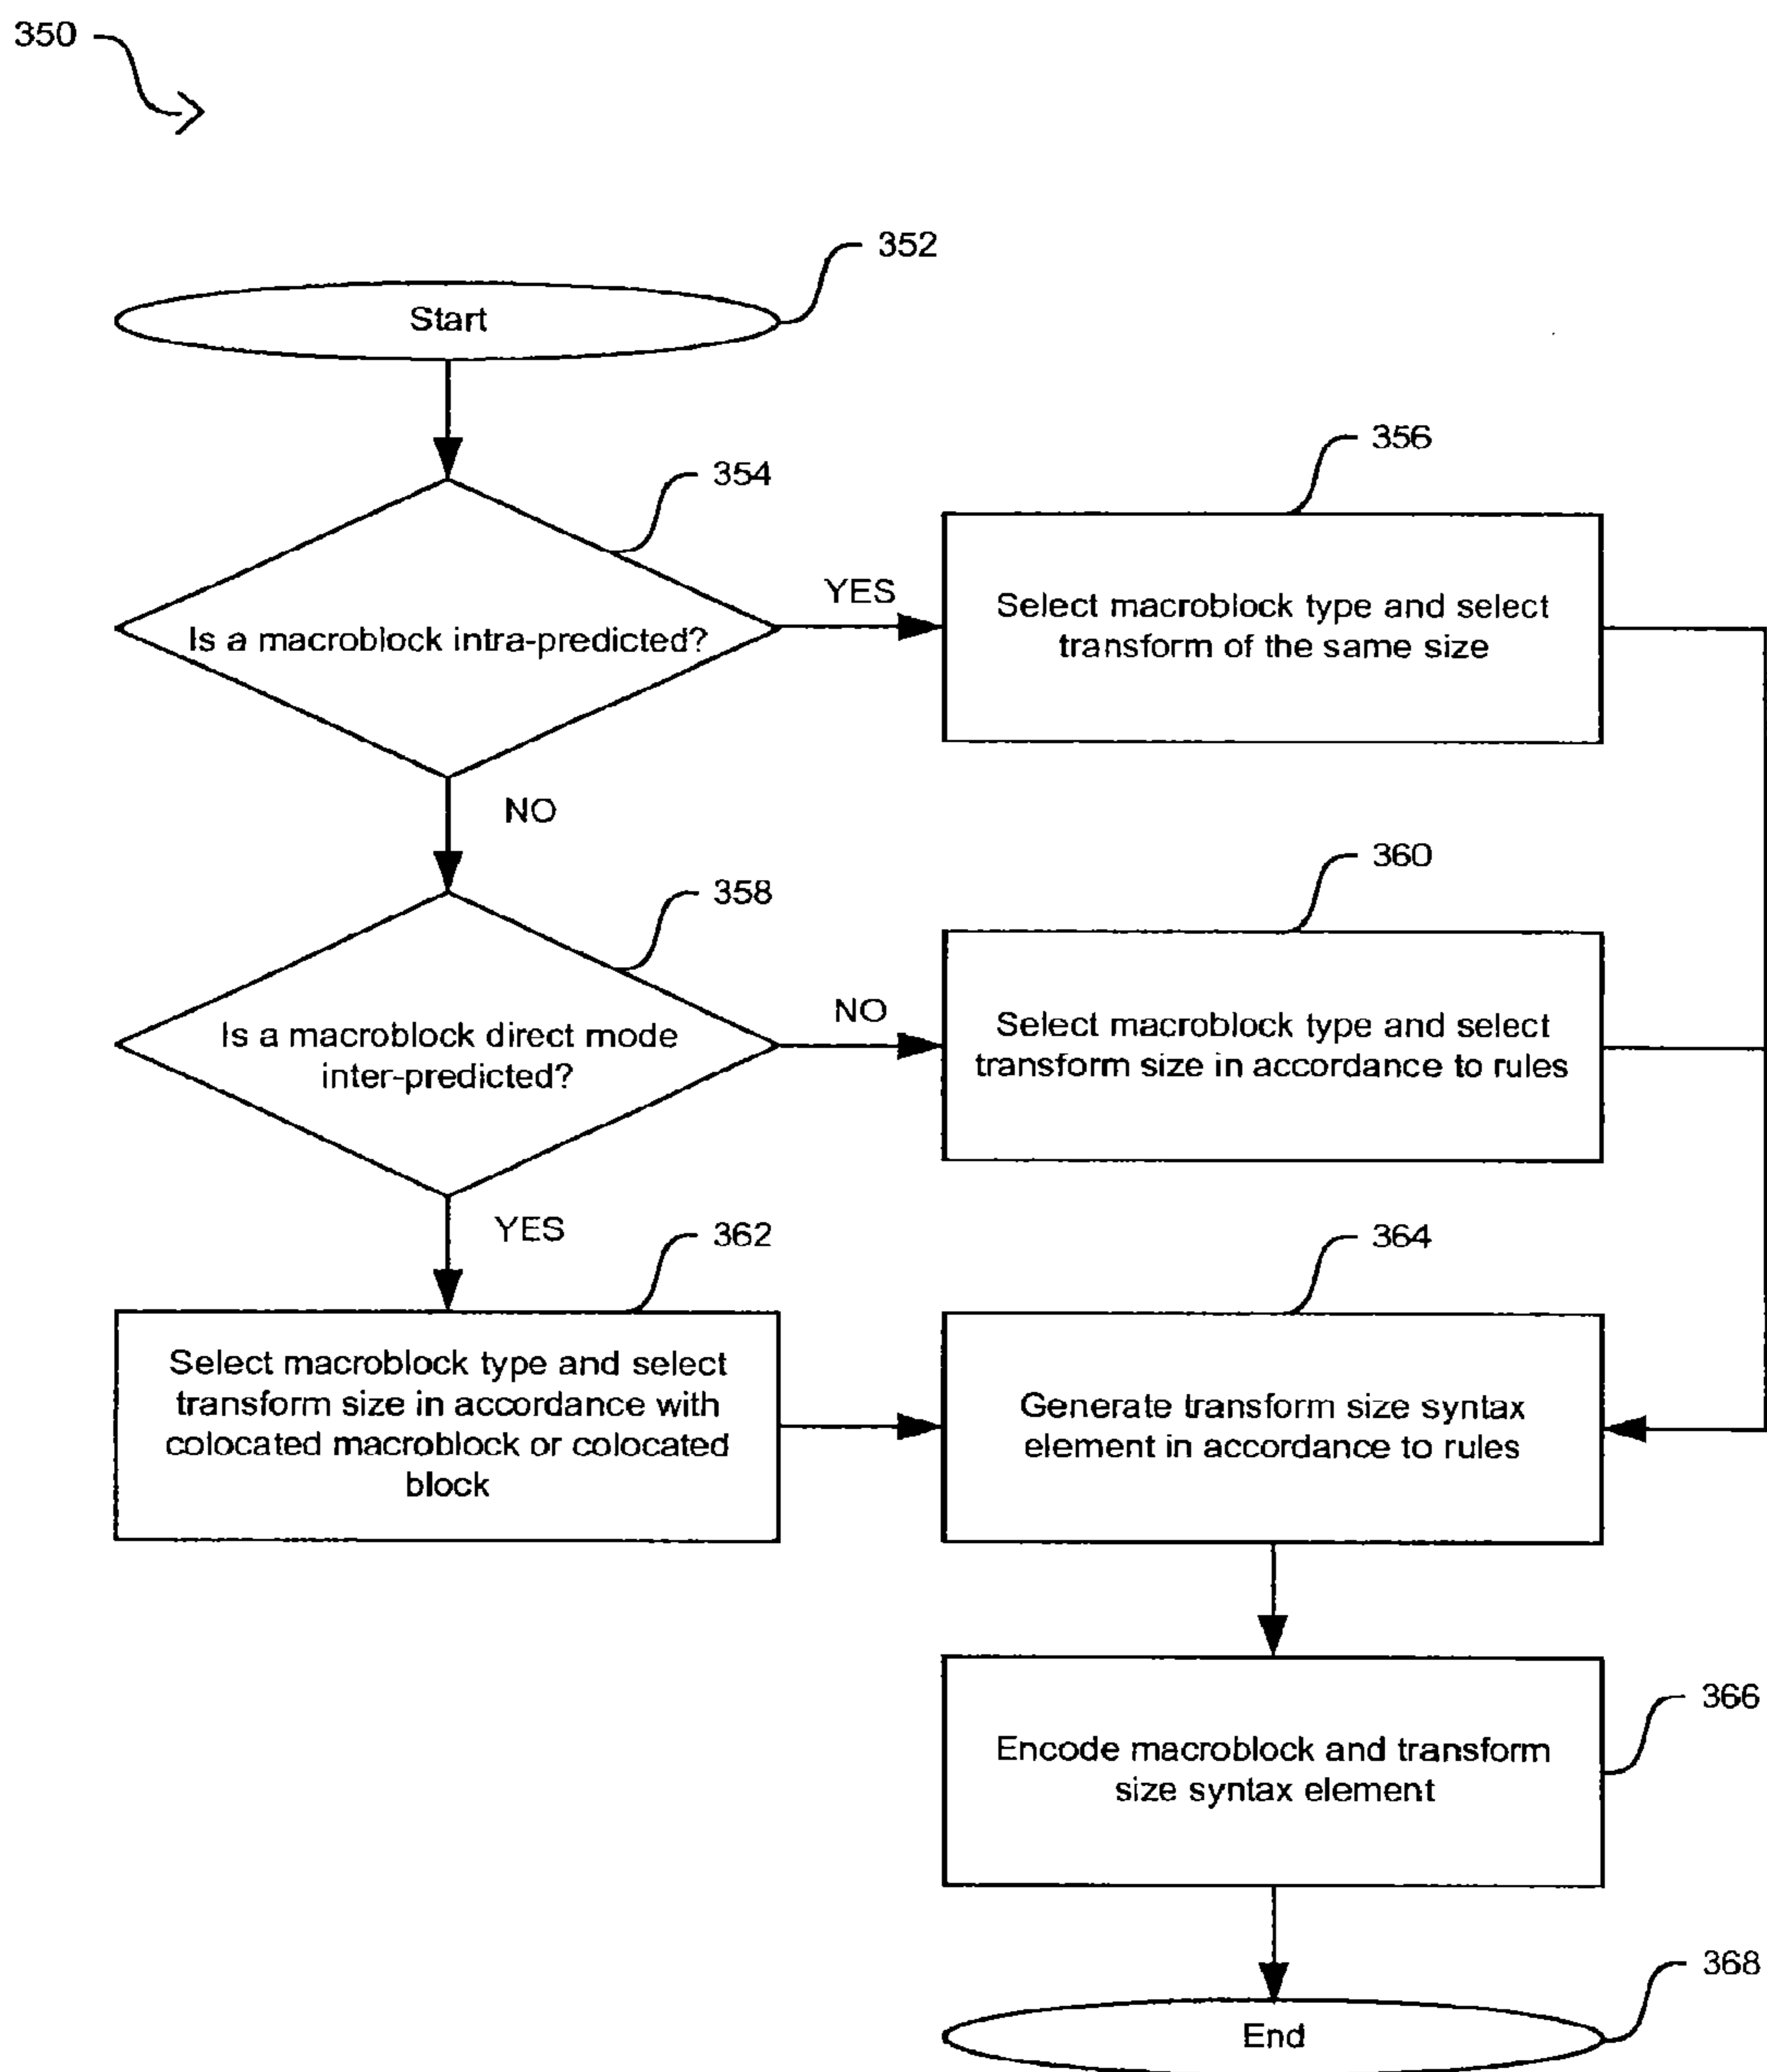 350
352
Start
354
356
YES
Is a macroblock intra-predicted?
Select macroblock type and select
transform of the same size
NO
358
360
NO
Is a macroblock direct mode
inter-predicted?
Select macroblock type and select
transform size in accordance to rules
YES
362
364
Select macroblock type and select
transform size in accordance with
colocated macroblock or colocated
block
Generate transform size syntax
element in accordance to rules
366
Encode macroblock and transform
size syntax element
368
End